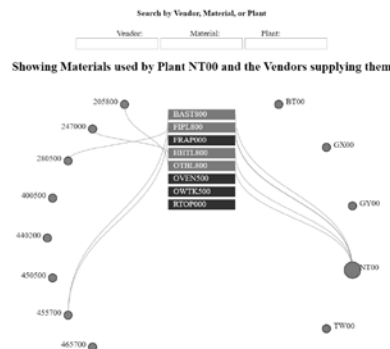 Search by Vendor, Material, or Plant
Vendor: Material: Plant:
Showing Materials used by Plant NT00 and the Vendors supplying them
205800
BAST800
BT00
247000
FIPL800
FRAP000
GX00
280500
HHTL800
OTBL800
400500
OVEN500
OWTK500
GY00
RTOP000
440200
450500
NT00
455700
TW00
465700